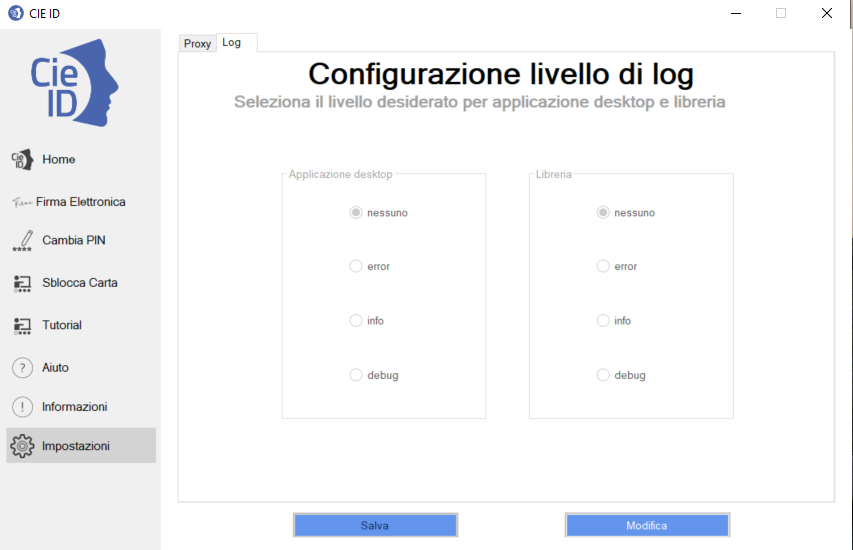 CIE ID
Cie
ID
Home
Firma Elettronica
Cambia PIN
Sblocca Carta
Tutorial
? Aiuto
! Informazioni
Impostazioni
Proxy Log
Configurazione livello di log
Seleziona il livello desiderato per applicazione desktop e libreria
Applicazione desktop
nessuno
error
info
debug
Libreria
nessuno
error
info
debug
Salva Modifica